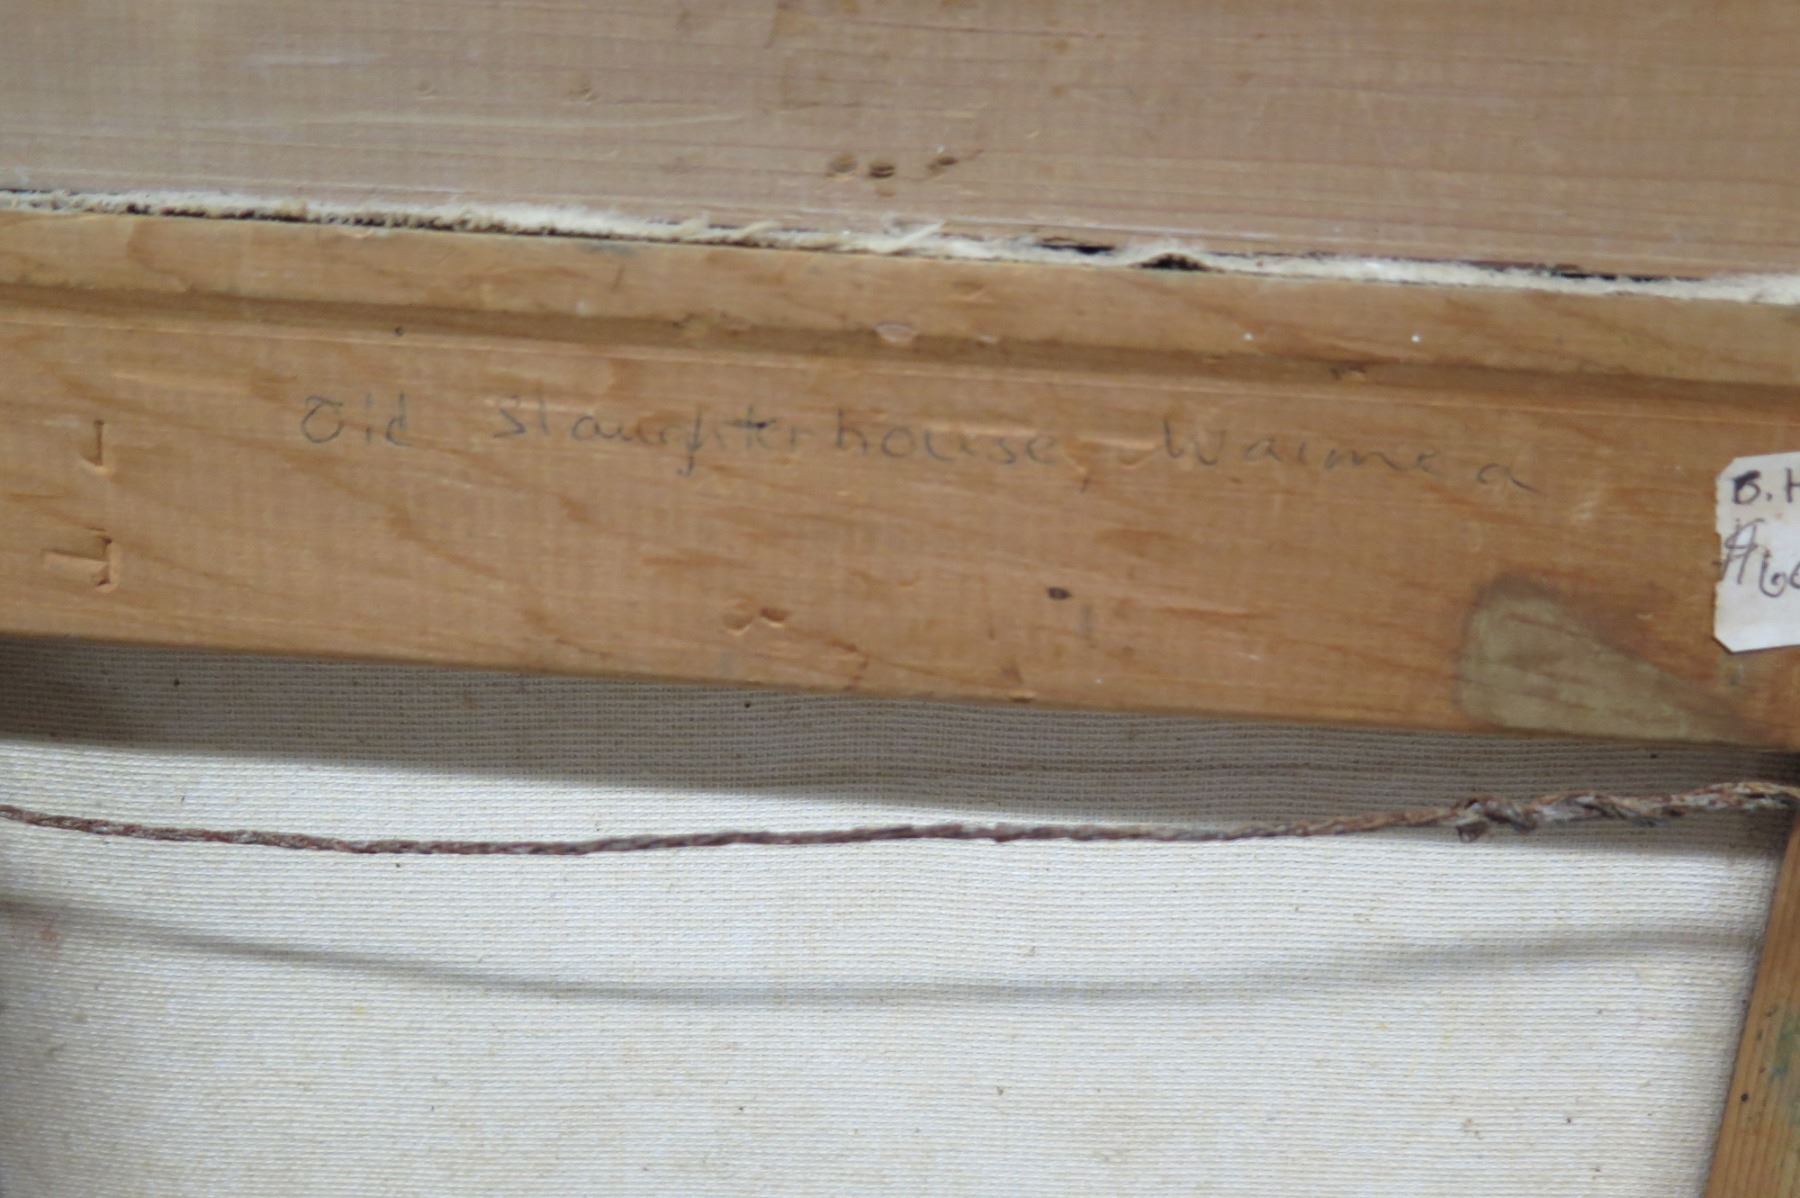 Old Slaughterhouse, Waimea
B. H